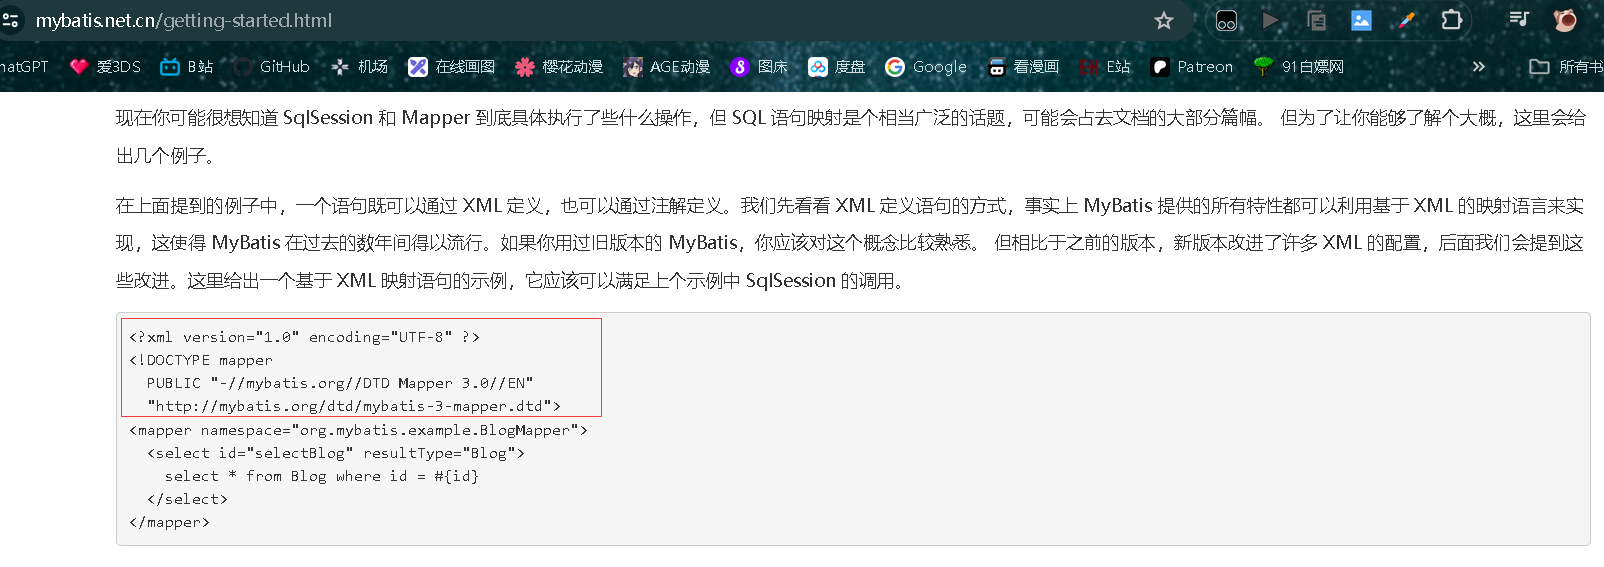 mybatis.net.cn/getting-started.html
hatGPT 爱3DS B站 GitHub 机场 在线画图 樱花动漫 AGE动漫 图床 度盘 Google 看漫画 E站 Patreon 91白嫖网 » 所有书
现在你可能很想知道 SqlSession 和 Mapper 到底具体执行了些什么操作，但 SQL 语句映射是个相当广泛的话题，可能会占去文档的大部分篇幅。 但为了让你能够了解个大概，这里会给
出几个例子。
在上面提到的例子中，一个语句既可以通过 XML 定义，也可以通过注解定义。我们先看看 XML 定义语句的方式，事实上 MyBatis 提供的所有特性都可以利用基于 XML 的映射语言来实
现，这使得 MyBatis 在过去的数年间得以流行。如果你用过旧版本的 MyBatis，你应该对这个概念比较熟悉。 但相比于之前的版本，新版本改进了许多 XML 的配置，后面我们会提到这
些改进。这里给出一个基于 XML 映射语句的示例，它应该可以满足上个示例中 SqlSession 的调用。
<?xml version="1.0" encoding="UTF-8" ?>
<!DOCTYPE mapper
  PUBLIC "-//mybatis.org//DTD Mapper 3.0//EN"
  "http://mybatis.org/dtd/mybatis-3-mapper.dtd">
<mapper namespace="org.mybatis.example.BlogMapper">
  <select id="selectBlog" resultType="Blog">
    select * from Blog where id = #{id}
  </select>
</mapper>